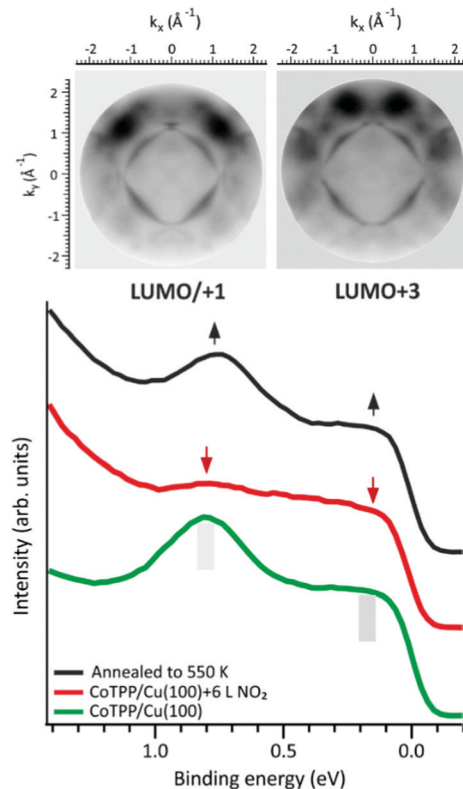 kₓ (Å⁻¹) kₓ (Å⁻¹)
-2 -1 0 1 2 -2 -1 0 1 2
k_y (Å⁻¹)
2
1
0
-1
-2
LUMO/+1 LUMO+3
Intensity (arb. units)
Annealed to 550 K
CoTPP/Cu(100)+6 L NO₂
CoTPP/Cu(100)
1.0 0.5 0.0
Binding energy (eV)